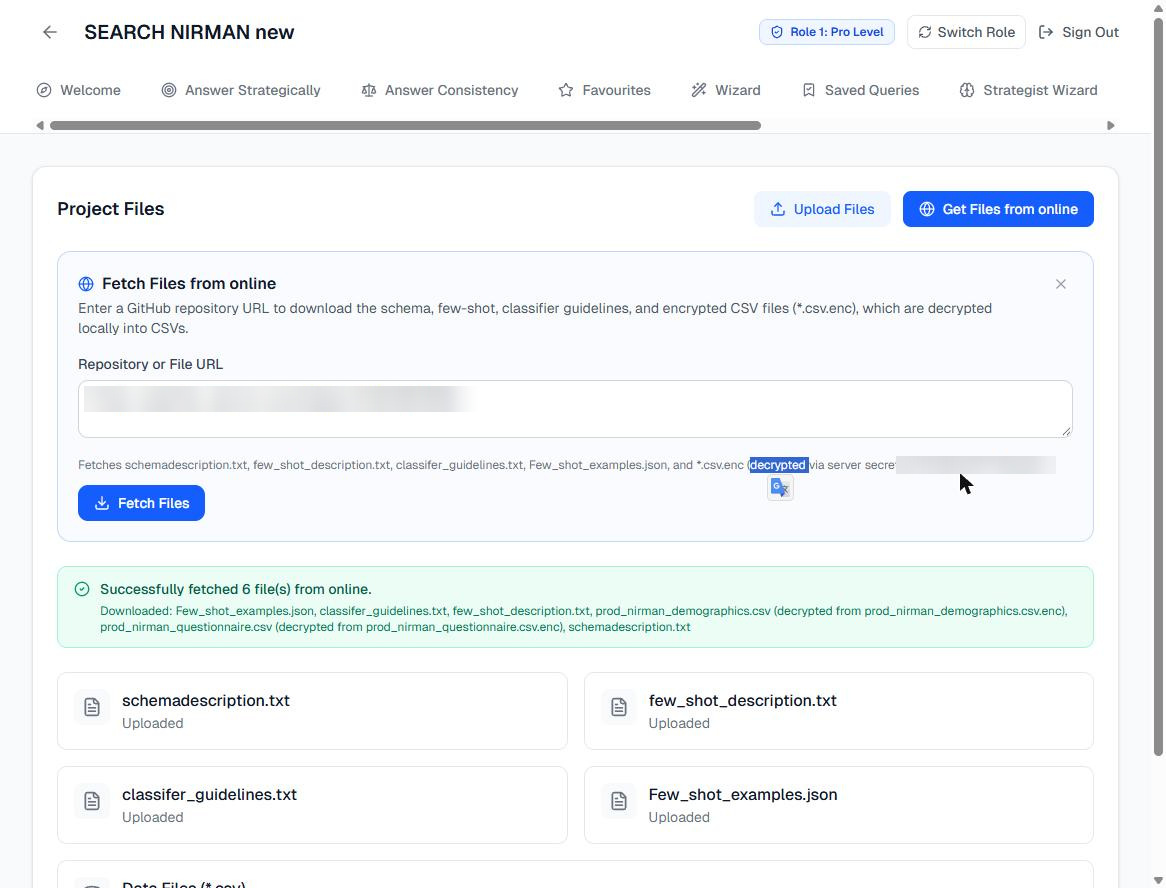 SEARCH NIRMAN new
Role 1: Pro Level
Switch Role
Sign Out
Welcome
Answer Strategically
Answer Consistency
Favourites
Wizard
Saved Queries
Strategist Wizard
Project Files
Upload Files
Get Files from online
Fetch Files from online
Enter a GitHub repository URL to download the schema, few-shot, classifier guidelines, and encrypted CSV files (*.csv.enc), which are decrypted
locally into CSVs.
Repository or File URL
Fetches schemadescription.txt, few_shot_description.txt, classifer_guidelines.txt, Few_shot_examples.json, and *.csv.enc (decrypted via server secre
Fetch Files
Successfully fetched 6 file(s) from online.
Downloaded: Few_shot_examples.json, classifer_guidelines.txt, few_shot_description.txt, prod_nirman_demographics.csv (decrypted from prod_nirman_demographics.csv.enc),
prod_nirman_questionnaire.csv (decrypted from prod_nirman_questionnaire.csv.enc), schemadescription.txt
schemadescription.txt
Uploaded
few_shot_description.txt
Uploaded
classifer_guidelines.txt
Uploaded
Few_shot_examples.json
Uploaded
Data Files (*.csv)